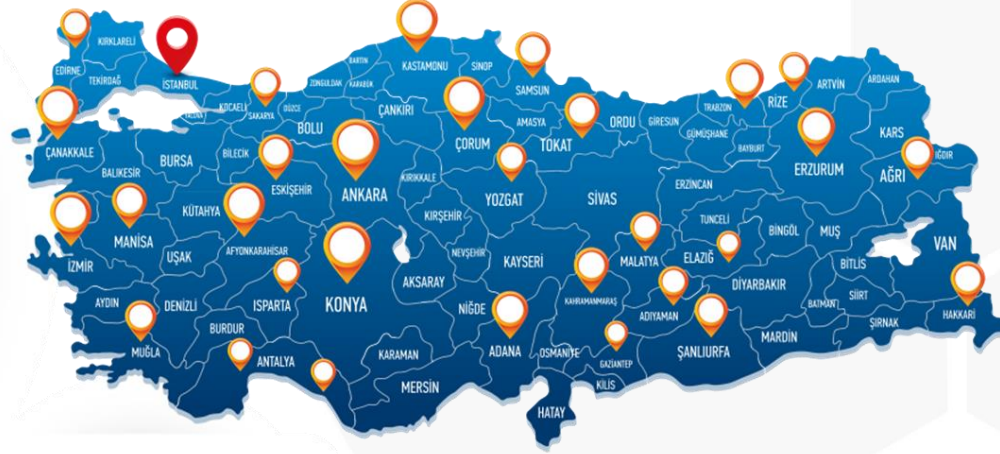 KIRKLARELİ
EDİRNE
TEKİRDAĞ
İSTANBUL
KOCAELİ
YALOVA
SAKARYA
DÜZCE
ZONGULDAK
BARTIN
KARABÜK
KASTAMONU
SİNOP
SAMSUN
ÇANKIRI
BOLU
ÇORUM
AMASYA
TOKAT
ORDU
GİRESUN
TRABZON
GÜMÜŞHANE
BAYBURT
RİZE
ARTVİN
ARDAHAN
KARS
IĞDIR
AĞRI
ERZURUM
ÇANAKKALE
BALIKESİR
BURSA
BİLECİK
ESKİŞEHİR
ANKARA
KIRIKKALE
YOZGAT
SİVAS
ERZİNCAN
TUNCELİ
BİNGÖL
MUŞ
VAN
BİTLİS
KÜTAHYA
MANİSA
İZMİR
UŞAK
AFYONKARAHİSAR
KIRŞEHİR
NEVŞEHİR
KAYSERİ
MALATYA
ELAZIĞ
DİYARBAKIR
BATMAN
SİİRT
ŞIRNAK
HAKKARİ
AYDIN
DENİZLİ
ISPARTA
KONYA
AKSARAY
NİĞDE
KAHRAMANMARAŞ
ADIYAMAN
ŞANLIURFA
MARDİN
MUĞLA
BURDUR
ANTALYA
KARAMAN
MERSİN
ADANA
OSMANİYE
GAZİANTEP
KİLİS
HATAY